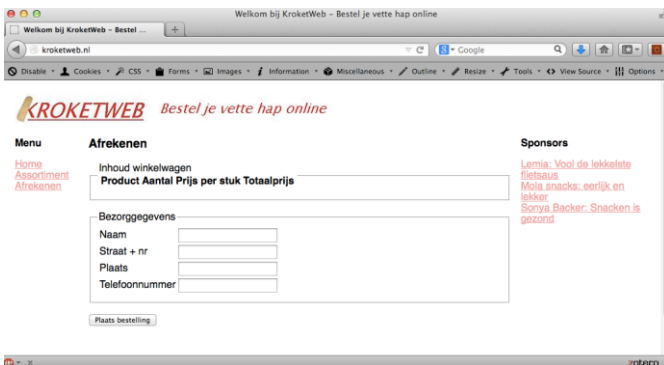 Welkom bij KroketWeb – Bestel je vette hap online
Welkom bij KroketWeb – Bestel ...
kroketweb.nl
Google
Disable Cookies CSS Forms Images Information Miscellaneous Outline Resize Tools View Source Options
KROKETWEB Bestel je vette hap online
Menu
Home
Assortiment
Afrekenen
Afrekenen
Inhoud winkelwagen
Product Aantal Prijs per stuk Totaalprijs
Bezorggegevens
Naam
Straat + nr
Plaats
Telefoonnummer
Plaats bestelling
Sponsors
Lemia: Vool de lekkelste
flietsaus
Mola snacks: eerlijk en
lekker
Sonya Backer: Snacken is
gezond
zotero